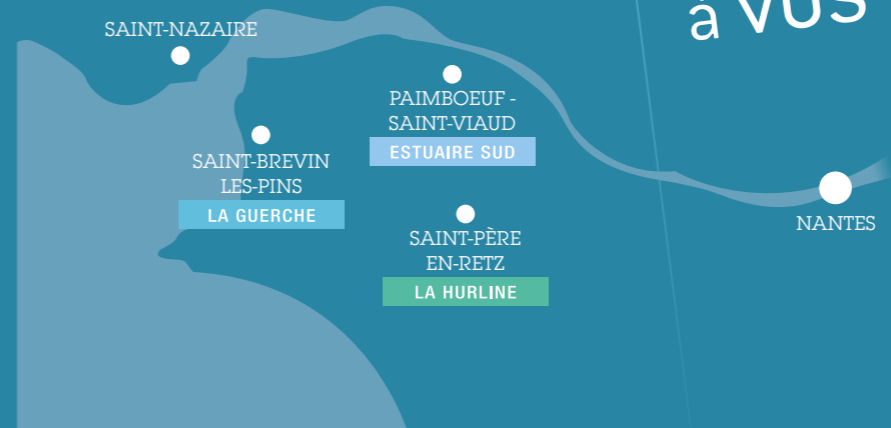 à VOS
SAINT-NAZAIRE
PAIMBOEUF -
SAINT-VIAUD
ESTUAIRE SUD
SAINT-BREVIN
LES-PINS
LA GUERCHE
SAINT-PÈRE
EN-RETZ
LA HURLINE
NANTES